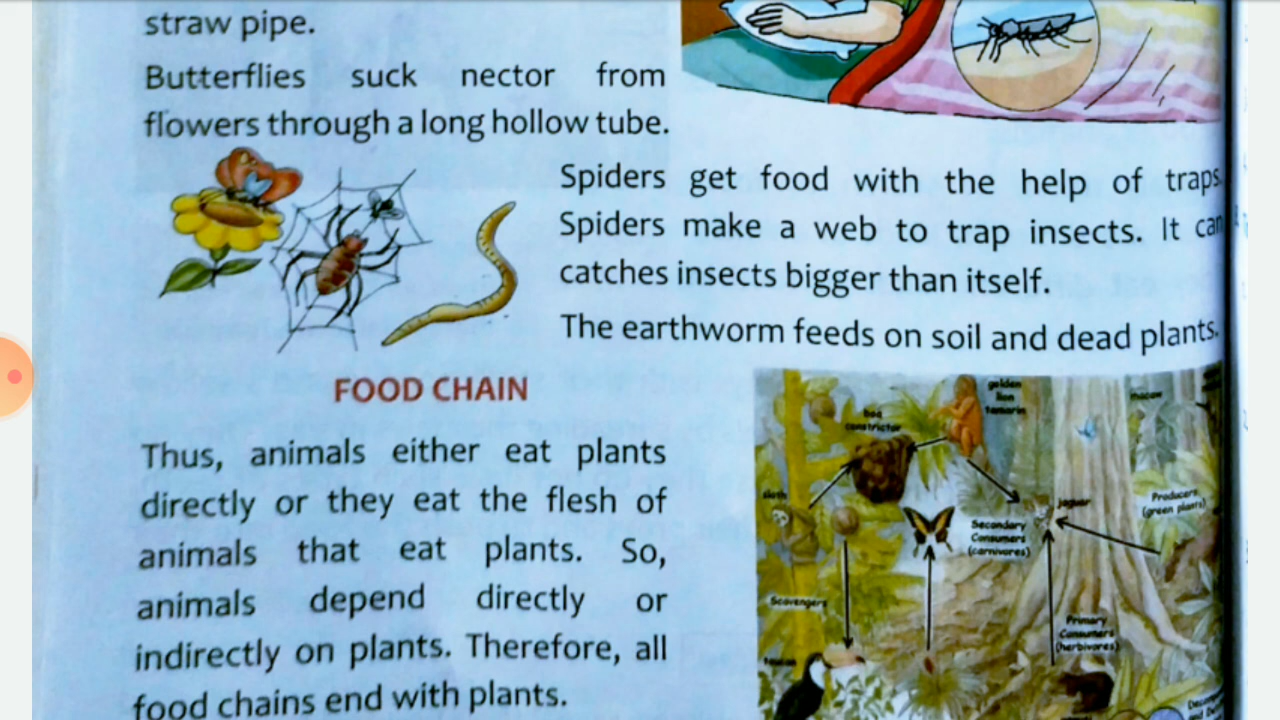 straw pipe.
Butterflies suck nector from
flowers through a long hollow tube.
Spiders get food with the help of traps.
Spiders make a web to trap insects. It can
catches insects bigger than itself.
The earthworm feeds on soil and dead plants.
FOOD CHAIN
Thus, animals either eat plants
directly or they eat the flesh of
animals that eat plants. So,
animals depend directly or
indirectly on plants. Therefore, all
food chains end with plants.
golden
lion
tamarin
macaw
boa
constrictor
sloth
jaguar
Producers
(green plants)
Secondary
Consumers
(carnivores)
Scavengers
Primary
Consumers
(herbivores)
toucan